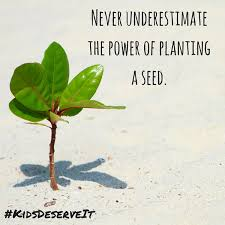 Never underestimate
the power of planting
a seed.
#KidsDeserveIt